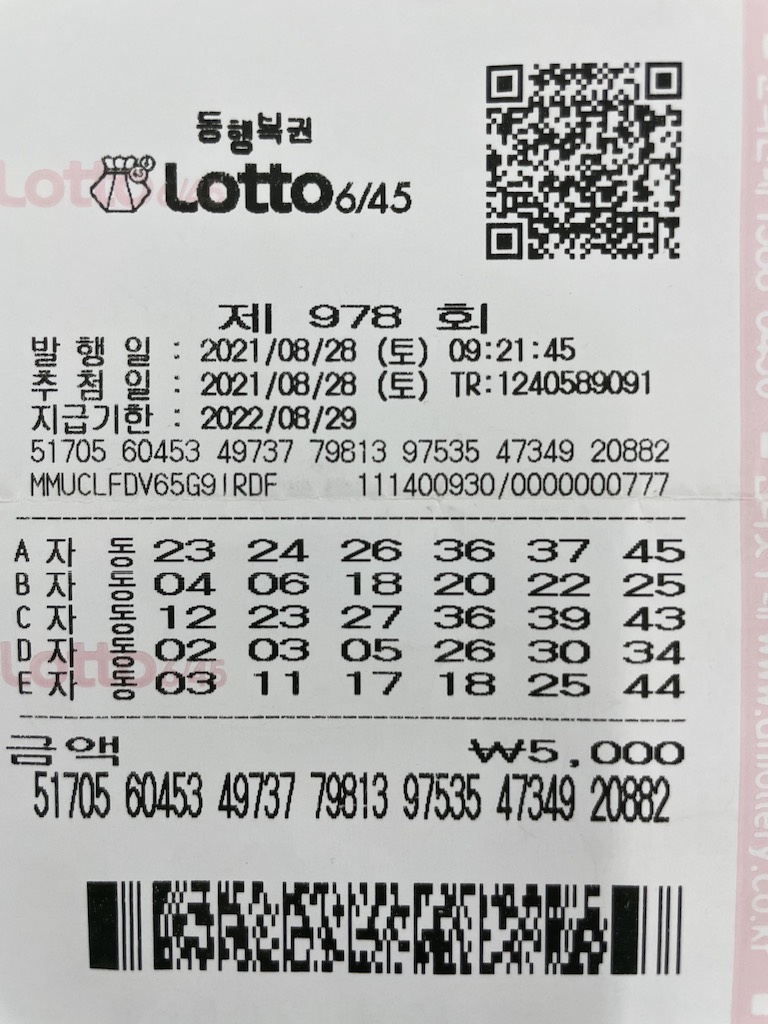 동행복권
Lotto 6/45
제 978 회
발 행 일 : 2021/08/28 (토) 09:21:45
추 첨 일 : 2021/08/28 (토) TR:1240589091
지급기한 : 2022/08/29
51705 60453 49737 79813 97535 47349 20882
MMUCLFDV65G9IRDF 111400930/0000000777
A 자 동 23 24 26 36 37 45
B 자 동 04 06 18 20 22 25
C 자 동 12 23 27 36 39 43
D 자 동 02 03 05 26 30 34
E 자 동 03 11 17 18 25 44
금액 ₩5,000
51705 60453 49737 79813 97535 47349 20882
Lotto
Lotto 6/45